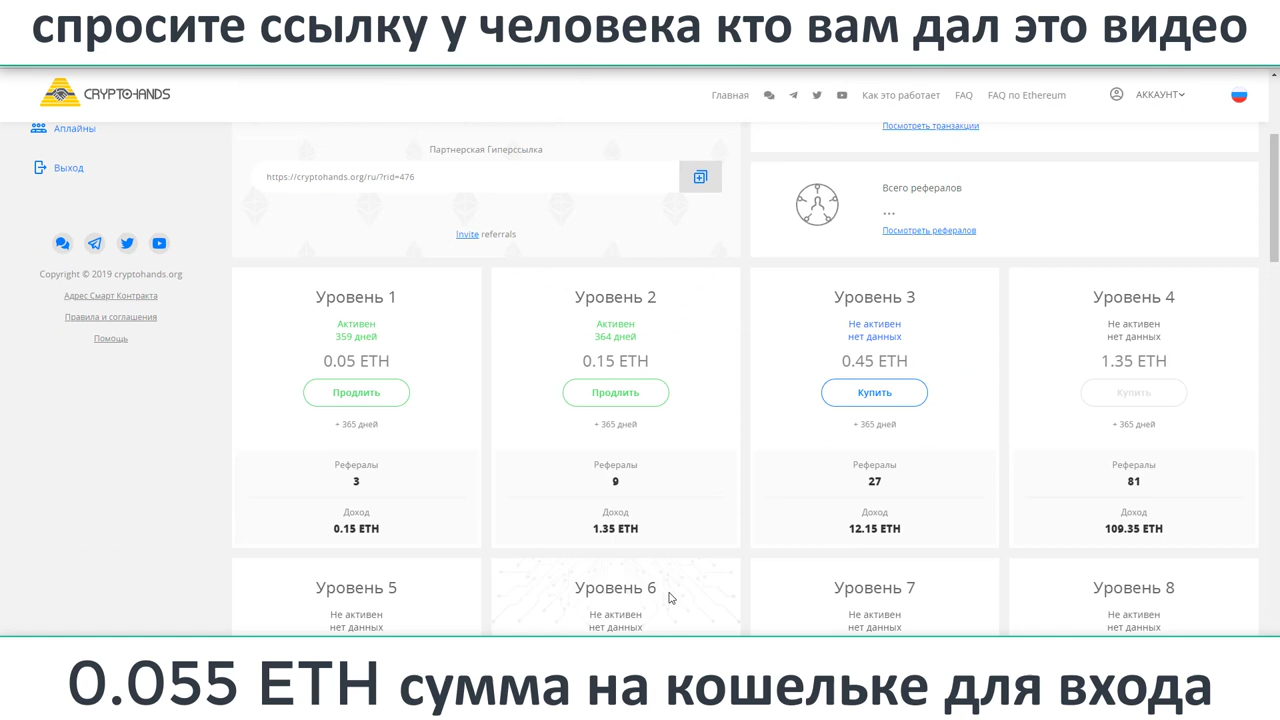 спросите ссылку у человека кто вам дал это видео
CRYPTOHANDS
Главная
Как это работает
FAQ
FAQ по Ethereum
АККАУНТ
Аплайны
Выход
Copyright © 2019 cryptohands.org
Адрес Смарт Контракта
Правила и соглашения
Помощь
Партнерская Гиперссылка
https://cryptohands.org/ru/?rid=476
Invite referrals
Посмотреть транзакции
Всего рефералов
...
Посмотреть рефералов
Уровень 1
Активен
359 дней
0.05 ETH
Продлить
+ 365 дней
Рефералы
3
Доход
0.15 ETH
Уровень 2
Активен
364 дней
0.15 ETH
Продлить
+ 365 дней
Рефералы
9
Доход
1.35 ETH
Уровень 3
Не активен
нет данных
0.45 ETH
Купить
+ 365 дней
Рефералы
27
Доход
12.15 ETH
Уровень 4
Не активен
нет данных
1.35 ETH
Купить
+ 365 дней
Рефералы
81
Доход
109.35 ETH
Уровень 5
Не активен
нет данных
Уровень 6
Не активен
нет данных
Уровень 7
Не активен
нет данных
Уровень 8
Не активен
нет данных
0.055 ETH сумма на кошельке для входа